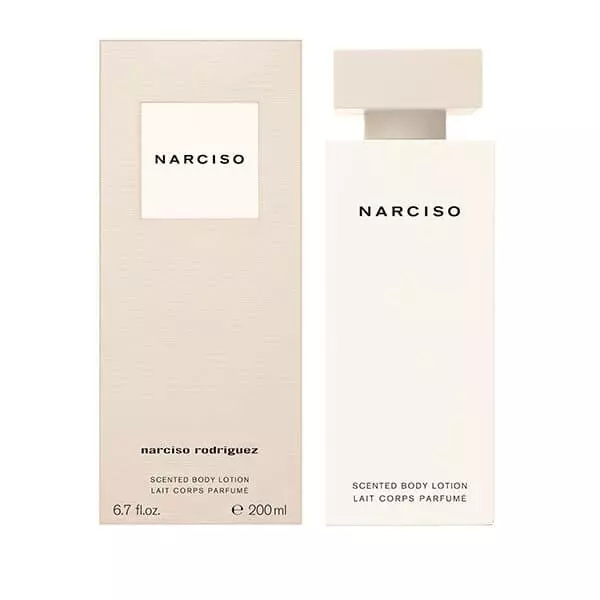 NARCISO
narciso rodriguez
SCENTED BODY LOTION
LAIT CORPS PARFUMÉ
6.7 fl.oz. ℮ 200 ml
NARCISO
SCENTED BODY LOTION
LAIT CORPS PARFUMÉ